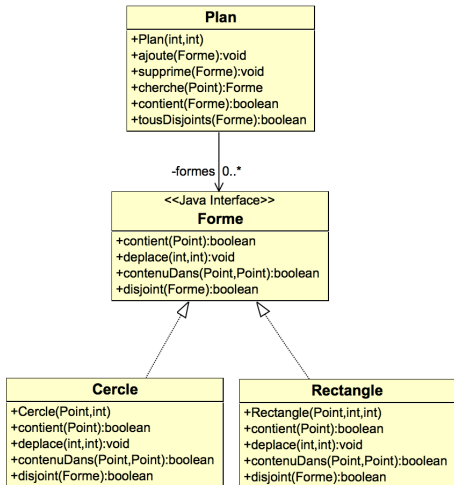 Plan
+Plan(int,int)
+ajoute(Forme):void
+supprime(Forme):void
+cherche(Point):Forme
+contient(Forme):boolean
+tousDisjoints(Forme):boolean
-formes 0..*
<<Java Interface>>
Forme
+contient(Point):boolean
+deplace(int,int):void
+contenuDans(Point,Point):boolean
+disjoint(Forme):boolean
Cercle
+Cercle(Point,int)
+contient(Point):boolean
+deplace(int,int):void
+contenuDans(Point,Point):boolean
+disjoint(Forme):boolean
Rectangle
+Rectangle(Point,int,int)
+contient(Point):boolean
+deplace(int,int):void
+contenuDans(Point,Point):boolean
+disjoint(Forme):boolean